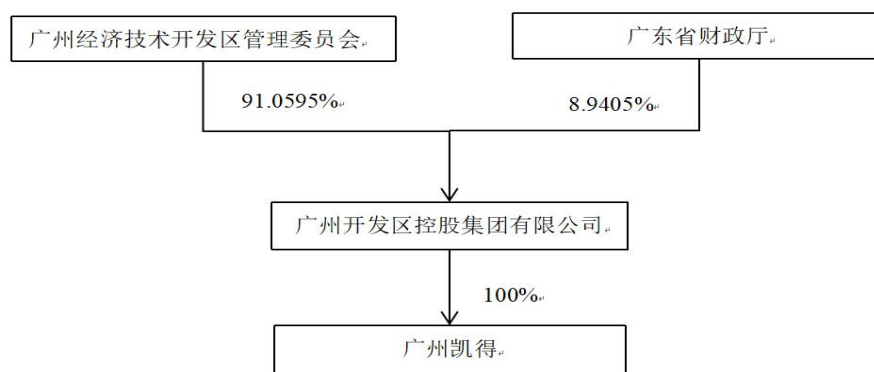 广州经济技术开发区管理委员会
广东省财政厅
91.0595%
8.9405%
广州开发区控股集团有限公司
100%
广州凯得